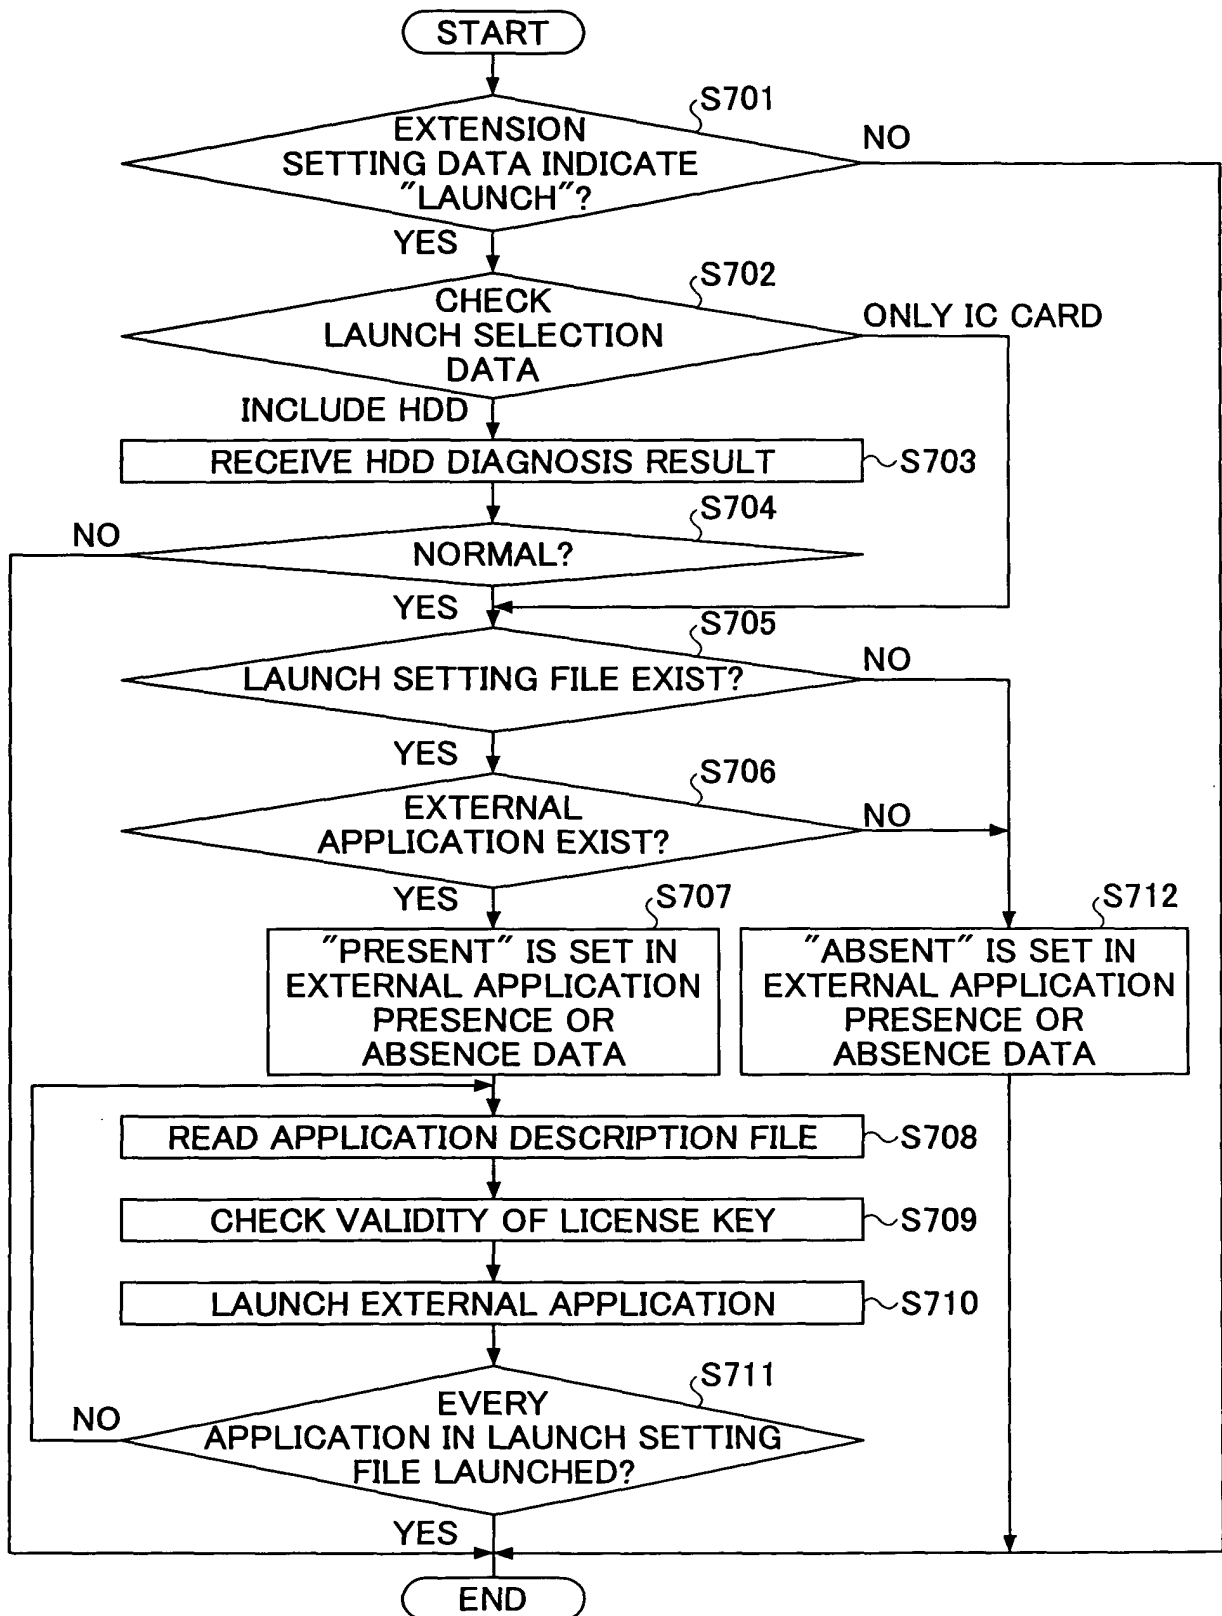 START
S701
EXTENSION
SETTING DATA INDICATE
"LAUNCH"?
NO
YES
S702
CHECK
LAUNCH SELECTION
DATA
ONLY IC CARD
INCLUDE HDD
RECEIVE HDD DIAGNOSIS RESULT
S703
S704
NO
NORMAL?
YES
S705
LAUNCH SETTING FILE EXIST?
NO
YES
S706
EXTERNAL
APPLICATION EXIST?
NO
YES
S707
"PRESENT" IS SET IN
EXTERNAL APPLICATION
PRESENCE OR
ABSENCE DATA
S712
"ABSENT" IS SET IN
EXTERNAL APPLICATION
PRESENCE OR
ABSENCE DATA
READ APPLICATION DESCRIPTION FILE
S708
CHECK VALIDITY OF LICENSE KEY
S709
LAUNCH EXTERNAL APPLICATION
S710
S711
NO
EVERY
APPLICATION IN LAUNCH SETTING
FILE LAUNCHED?
YES
END